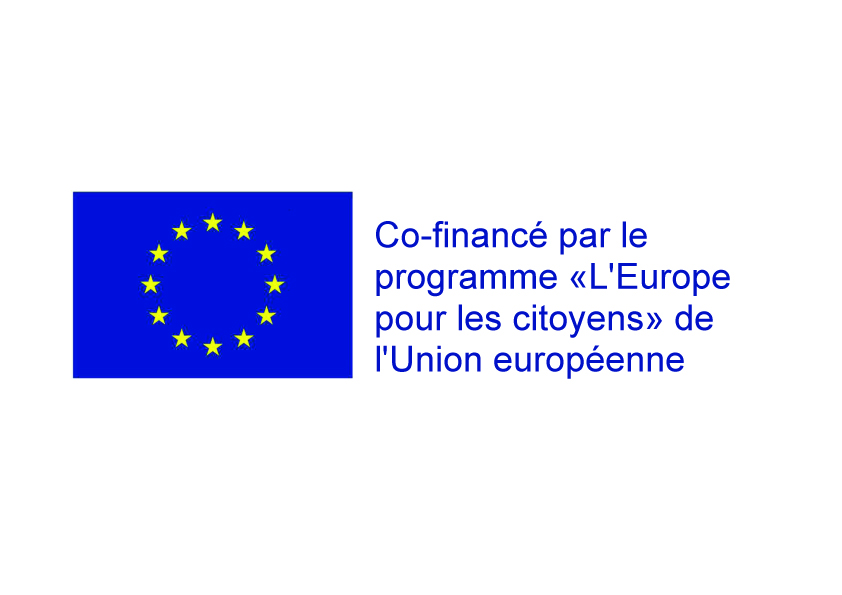 Co-financé par le
programme «L'Europe
pour les citoyens» de
l'Union européenne